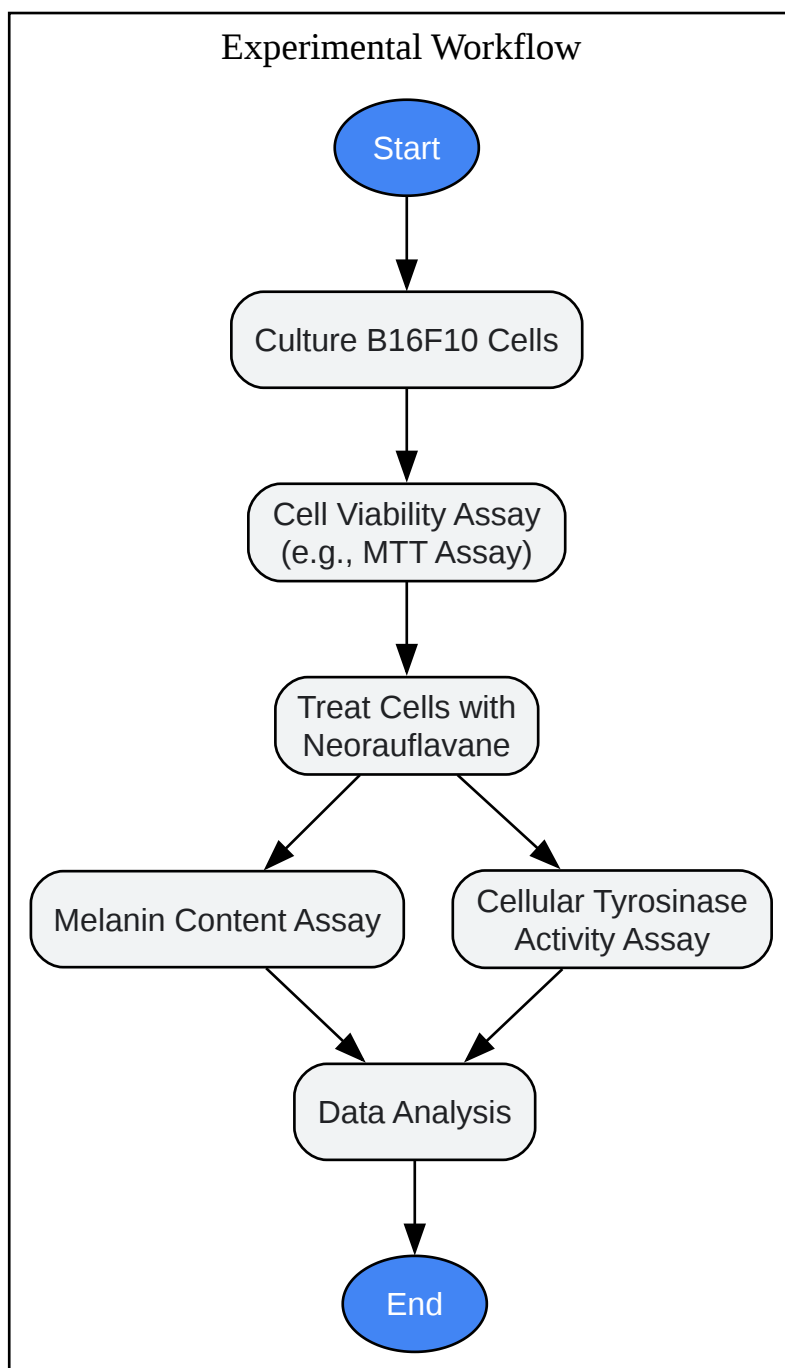 Experimental Workflow
Start
Culture B16F10 Cells
Cell Viability Assay
(e.g., MTT Assay)
Treat Cells with
Neorauflavane
Melanin Content Assay
Cellular Tyrosinase
Activity Assay
Data Analysis
End